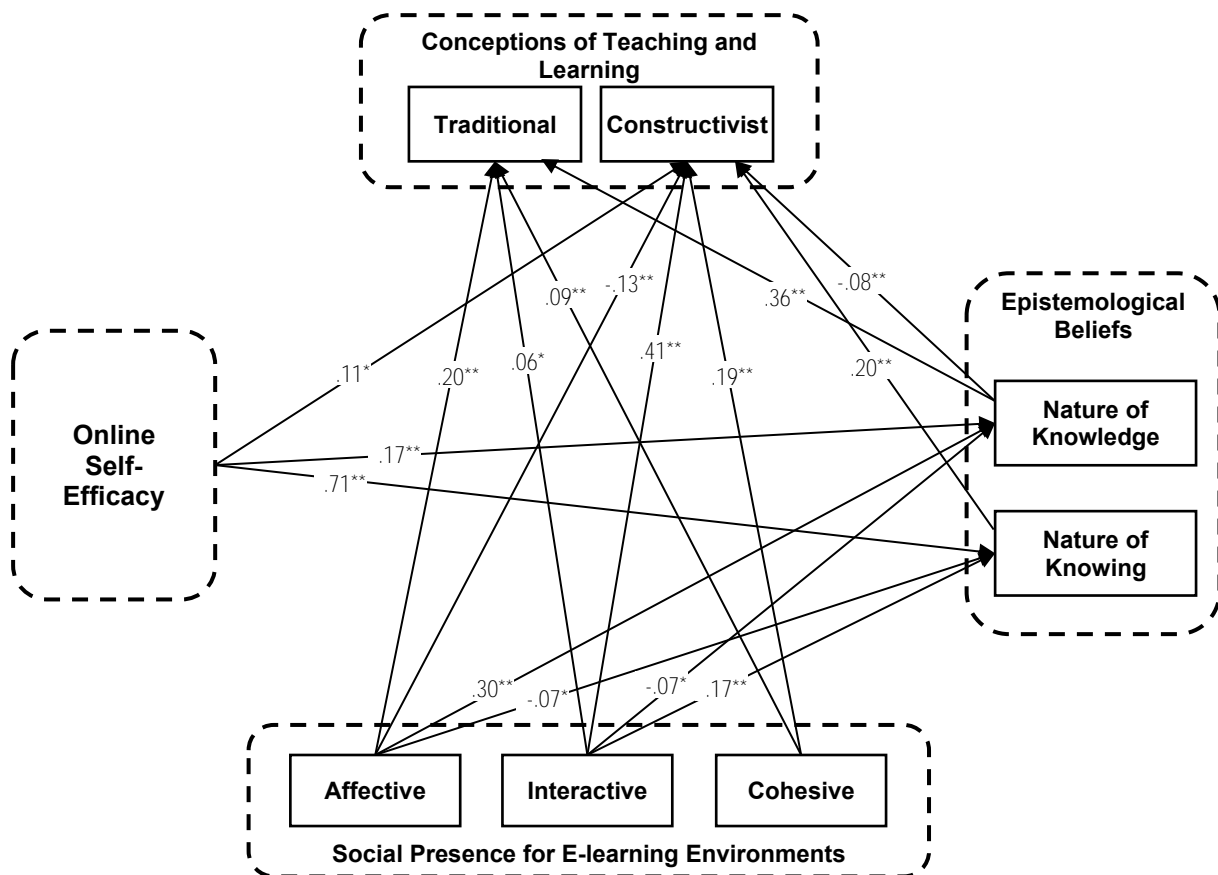 Conceptions of Teaching and
Learning
Traditional
Constructivist
-.08**
-.13**
.09**
.36**
Epistemological
Beliefs
.06*
.41**
.20**
.11*
.20**
.19**
Nature of
Knowledge
Online
Self-
Efficacy
.17**
.71**
Nature of
Knowing
.30**
-.07*
-.07*
.17**
Affective
Interactive
Cohesive
Social Presence for E-learning Environments